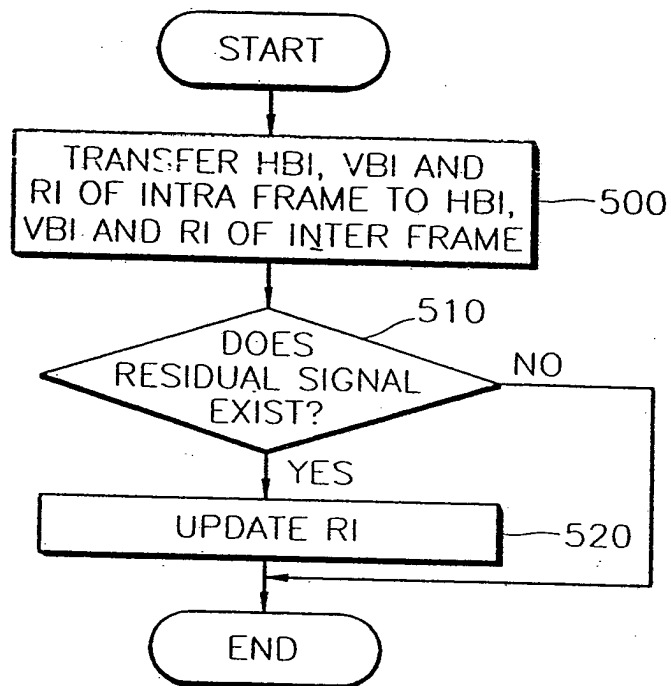 START
TRANSFER HBI, VBI AND
RI OF INTRA FRAME TO HBI,
VBI AND RI OF INTER FRAME
500
510
DOES
RESIDUAL SIGNAL
EXIST?
NO
YES
UPDATE RI
520
END